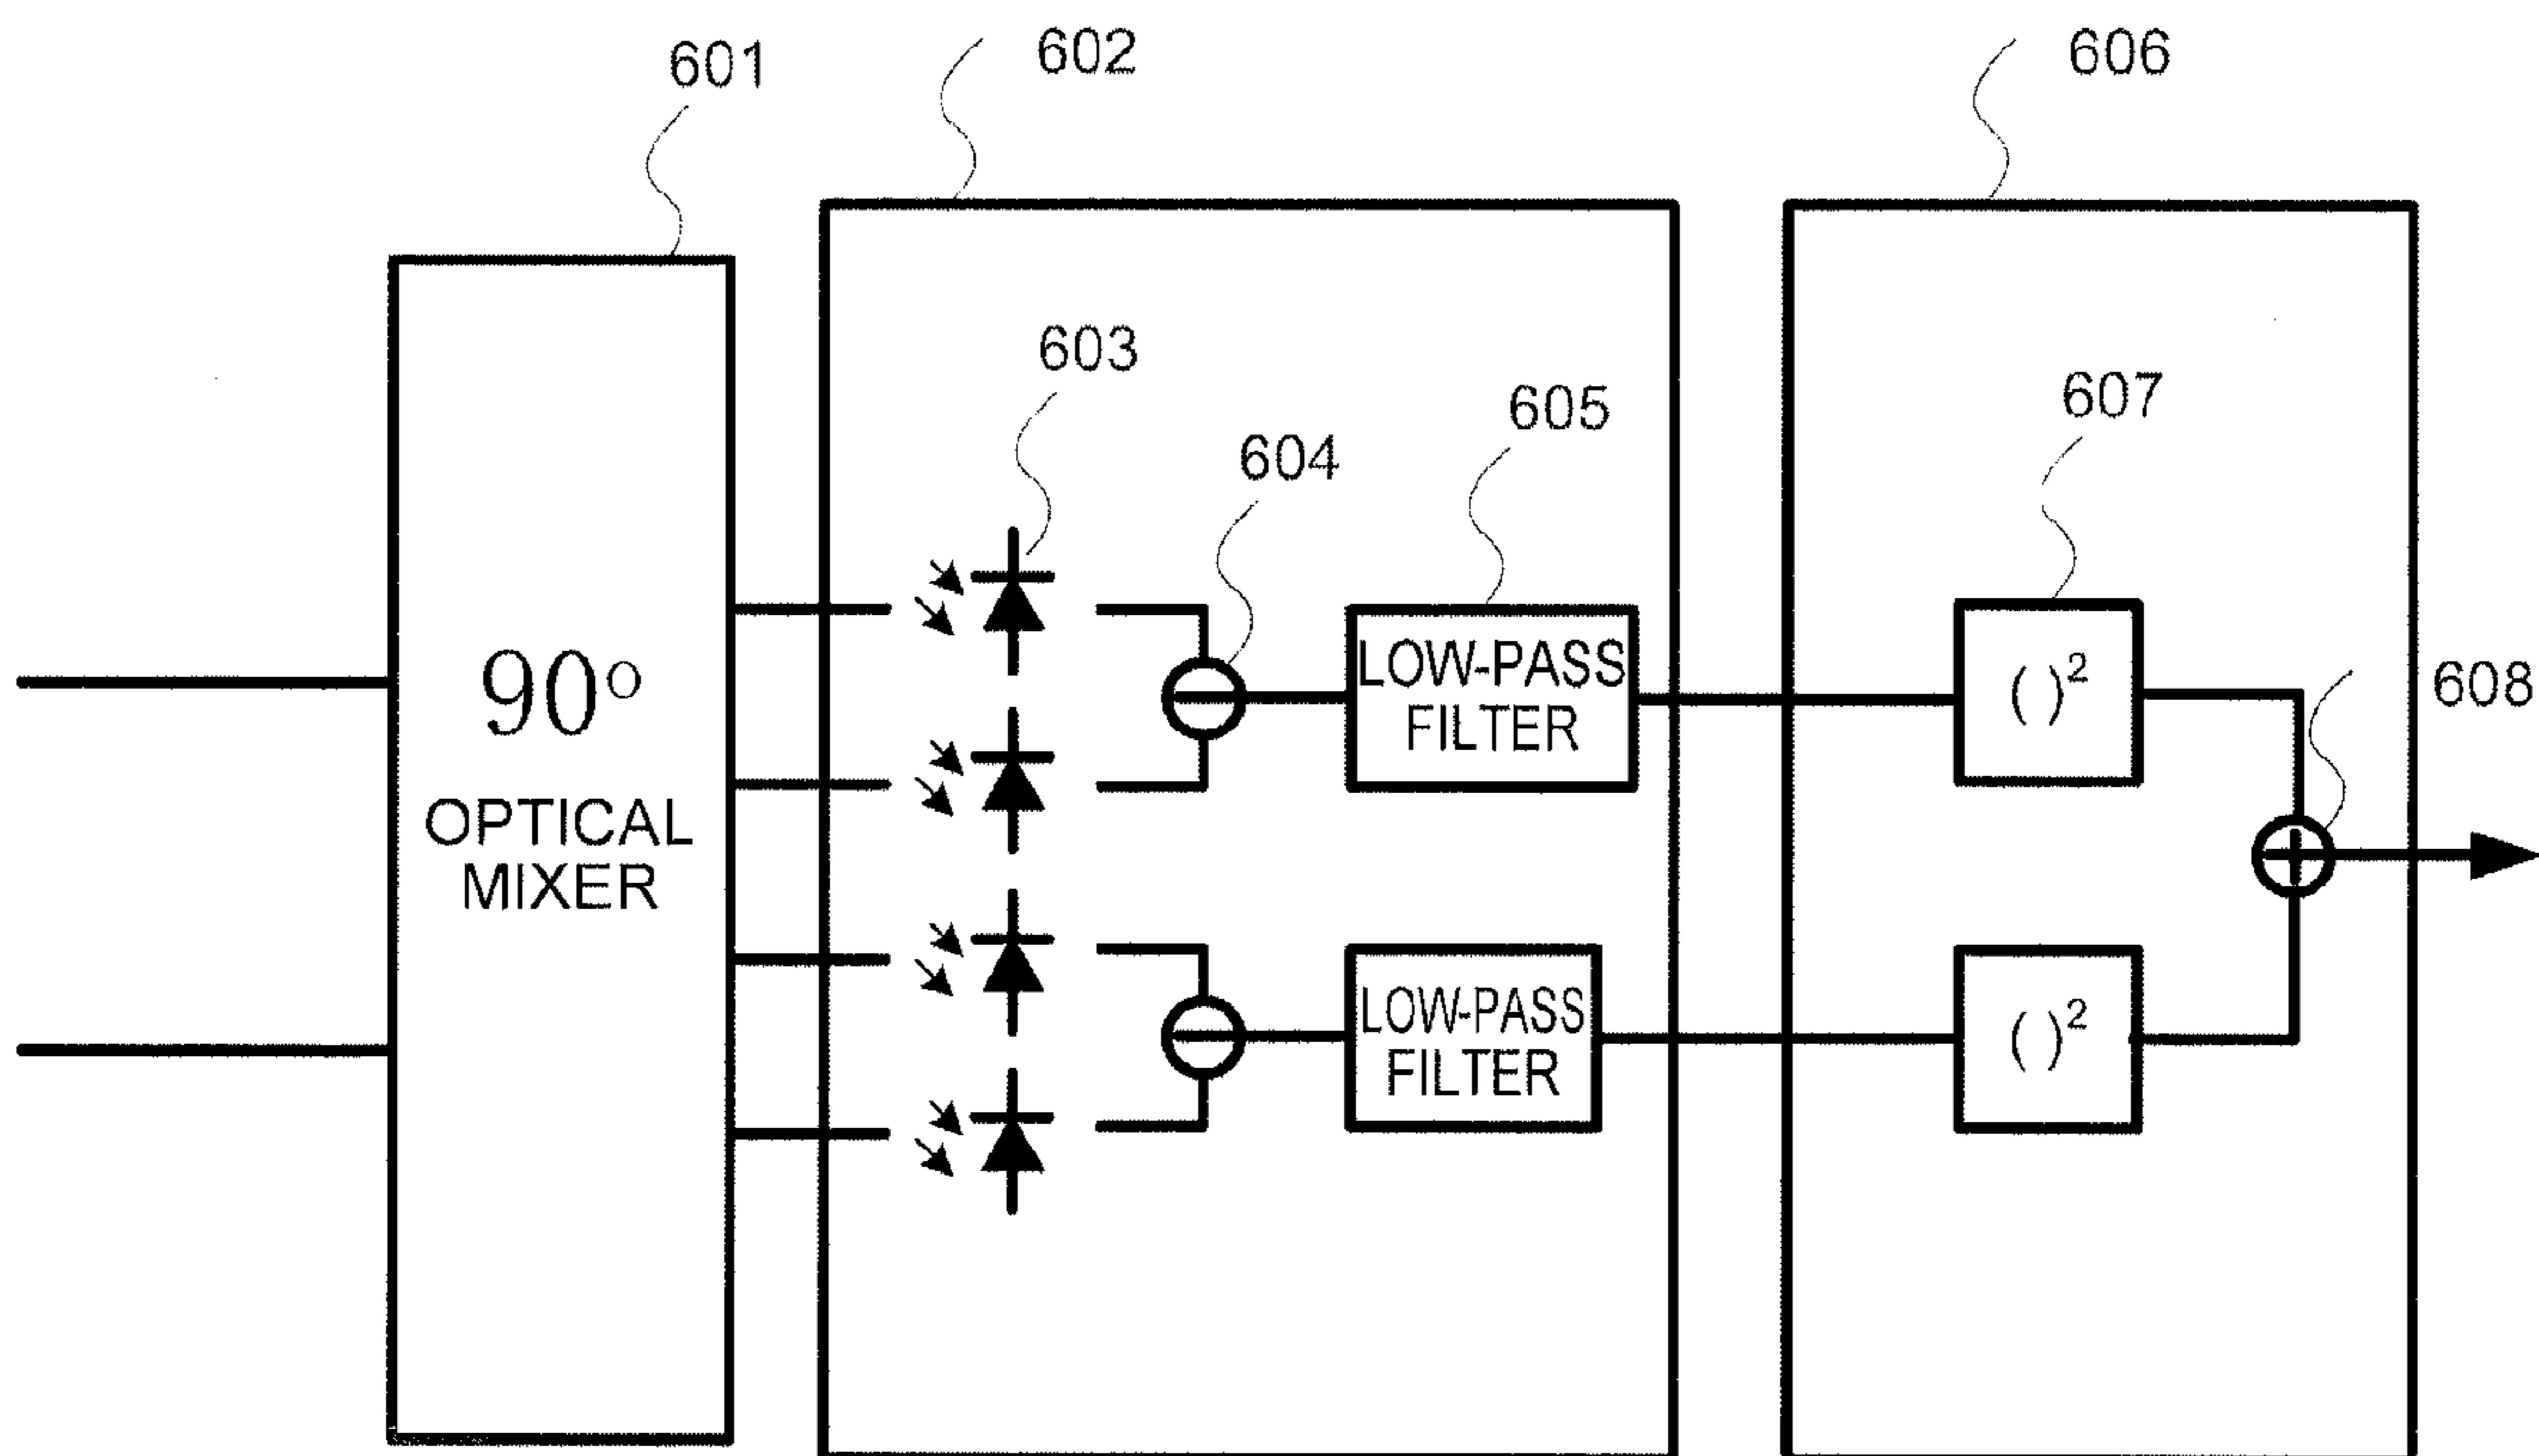 601
602
606
603
604
605
607
608
90°
OPTICAL
MIXER
LOW-PASS
FILTER
LOW-PASS
FILTER
( )²
( )²